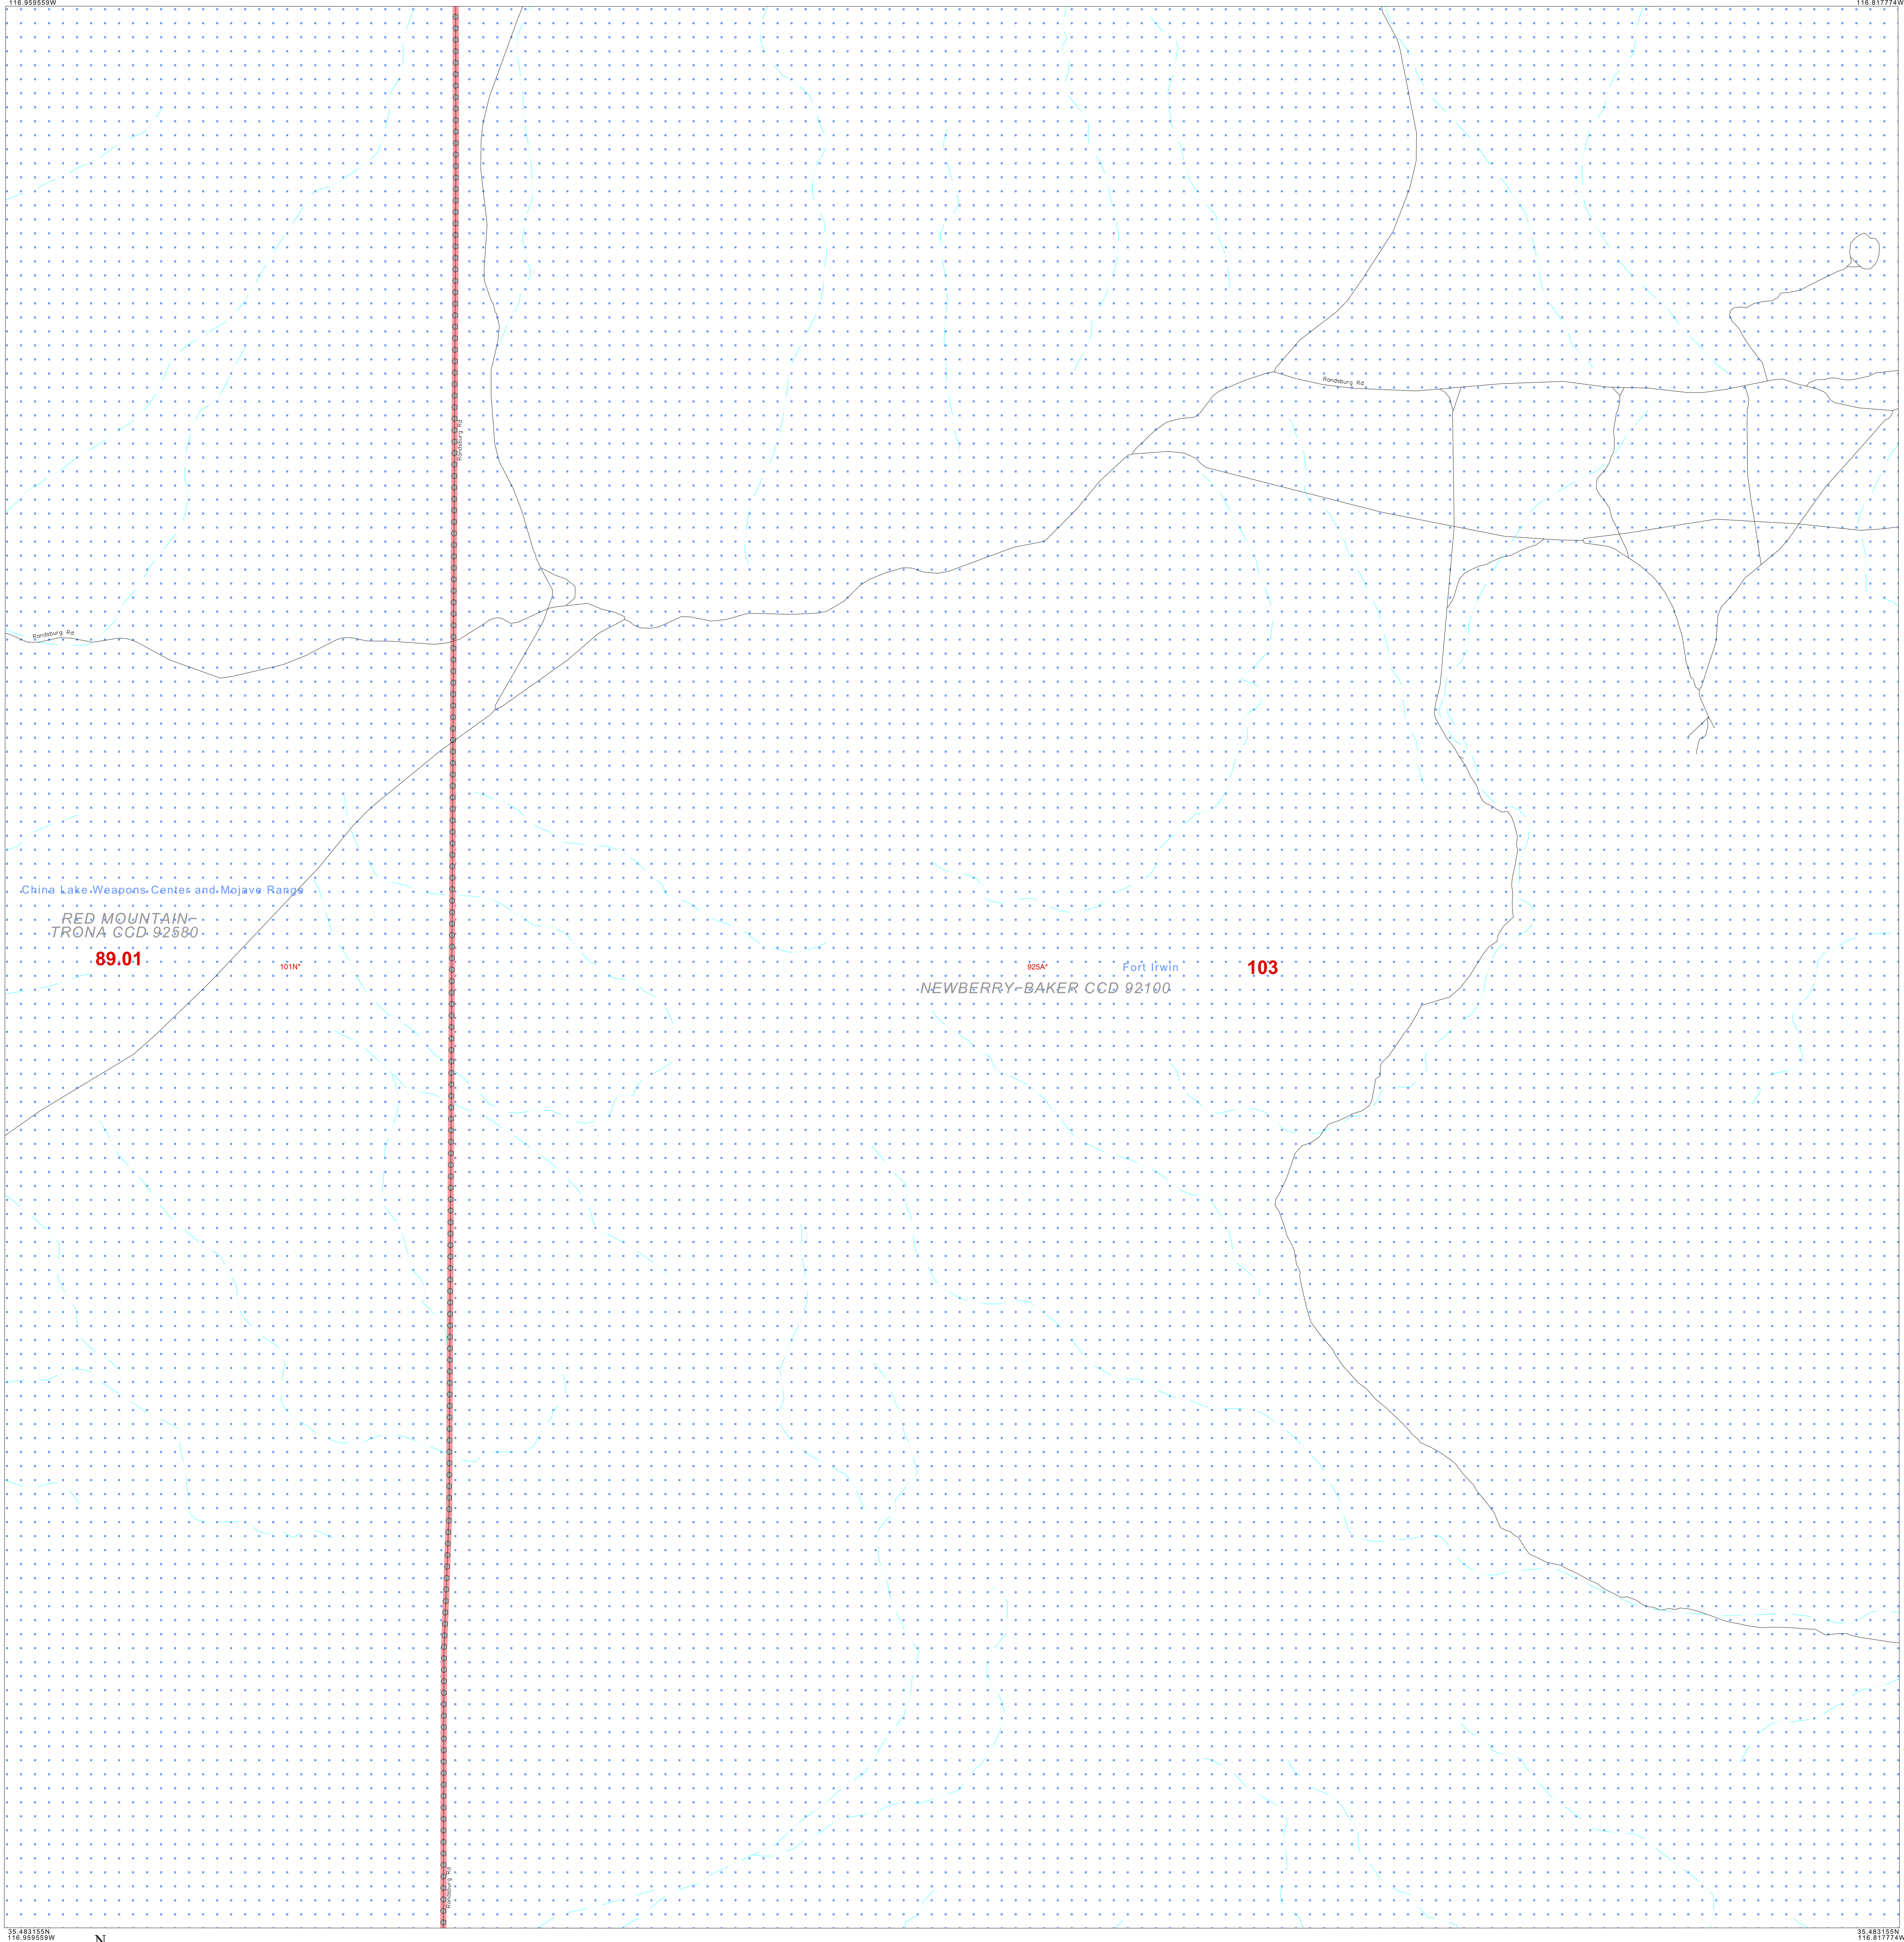 116.959559W
116.817774W
Randsburg Rd
Randsburg Rd
Randsburg Rd
China Lake Weapons Center and Mojave Range
RED MOUNTAIN-
TRONA CCD 92580
89.01
101N*
925A*
Fort Irwin
103
NEWBERRY-BAKER CCD 92100
Randsburg Rd
35.483155N
116.959559W
N
35.483155N
116.817774W